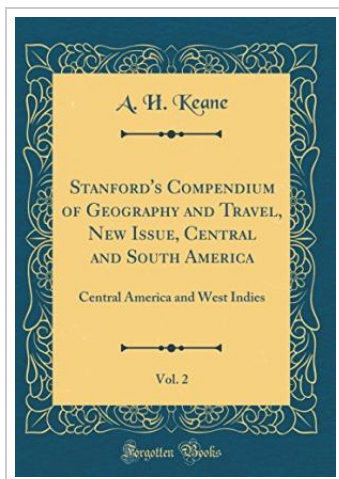 A. H. Keane
Stanford's Compendium
of Geography and Travel,
New Issue, Central
and South America
Central America and West Indies
Vol. 2
Forgotten Books